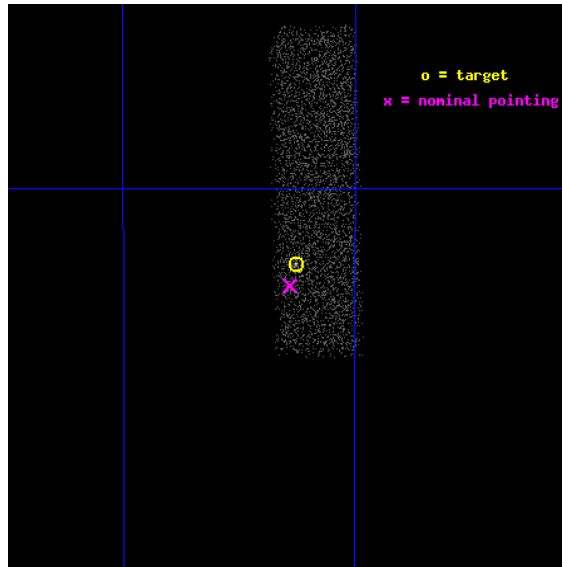 o = target
x = nominal pointing